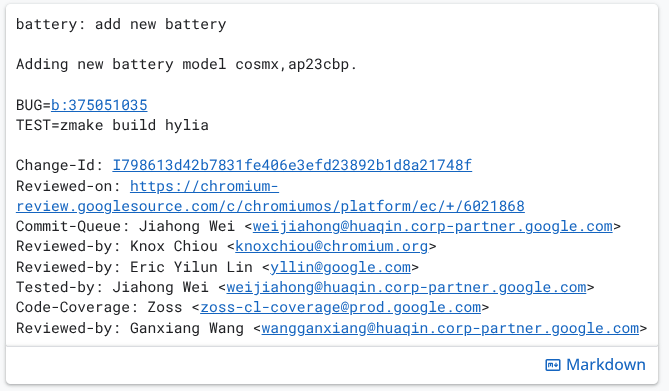 battery: add new battery
Adding new battery model cosmx,ap23cbp.
BUG=b:375051035
TEST=zmake build hylia
Change-Id: I798613d42b7831fe406e3efd23892b1d8a21748f
Reviewed-on: https://chromium-
review.googlesource.com/c/chromiumos/platform/ec/+/6021868
Commit-Queue: Jiahong Wei <weijiahong@huaqin.corp-partner.google.com>
Reviewed-by: Knox Chiou <knoxchiou@chromium.org>
Reviewed-by: Eric Yilun Lin <yllin@google.com>
Tested-by: Jiahong Wei <weijiahong@huaqin.corp-partner.google.com>
Code-Coverage: Zoss <zoss-cl-coverage@prod.google.com>
Reviewed-by: Ganxiang Wang <wangganxiang@huaqin.corp-partner.google.com>
Markdown